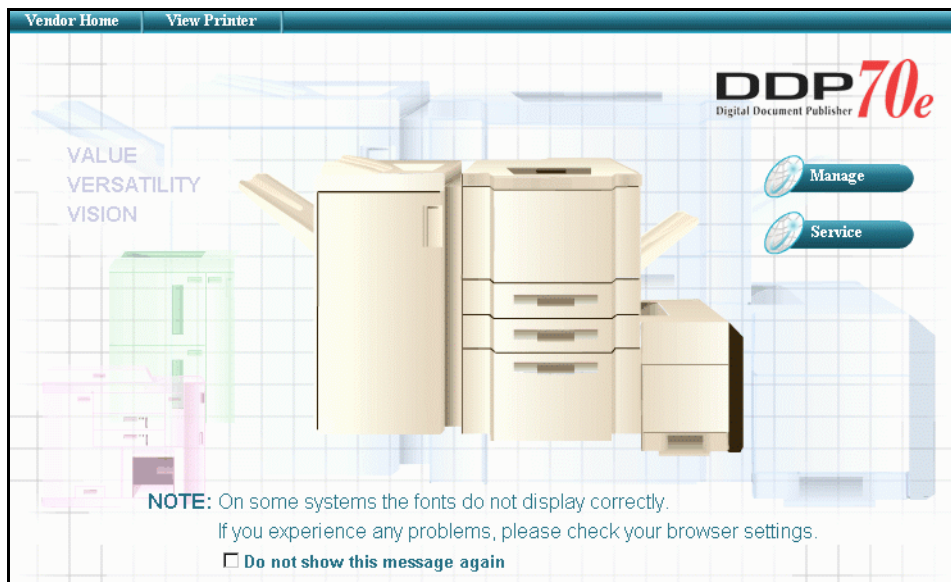 Vendor Home View Printer
DDP 70e
Digital Document Publisher
VALUE
VERSATILITY
VISION
Manage
Service
NOTE: On some systems the fonts do not display correctly.
If you experience any problems, please check your browser settings.
Do not show this message again